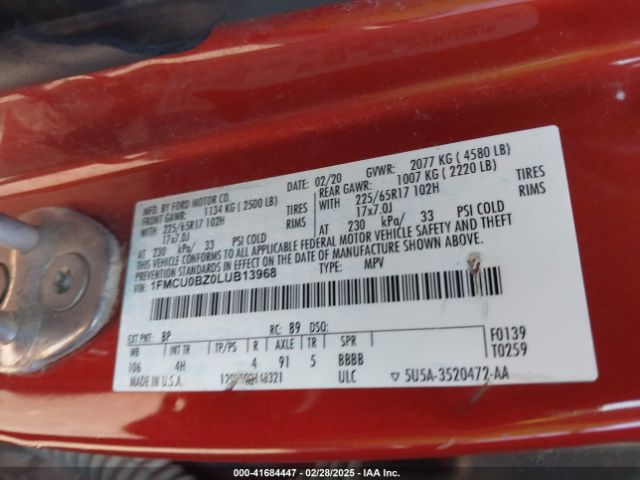 MFD. BY FORD MOTOR CO.
DATE: 02/20 GVWR: 2077 KG ( 4580 LB)
FRONT GAWR: 1134 KG ( 2500 LB) REAR GAWR: 1007 KG ( 2220 LB)
WITH 225/65R17 102H TIRES WITH 225/65R17 102H TIRES
17x7.0J RIMS 17x7.0J RIMS
AT 230 kPa/ 33 PSI COLD AT 230 kPa/ 33 PSI COLD
THIS VEHICLE CONFORMS TO ALL APPLICABLE FEDERAL MOTOR VEHICLE SAFETY AND THEFT
PREVENTION STANDARDS IN EFFECT ON THE DATE OF MANUFACTURE SHOWN ABOVE.
1FMCU0BZ0LUB13968 TYPE: MPV
EXT PNT: BP RC: 89 DSO: F0139
WB INT TR TP/PS R AXLE TR SPR T0259
106 4H 4 91 5 BBBB
MADE IN U.S.A. ULC 5U5A-3520472-AA
000-41684447 - 02/28/2025 - IAA Inc.